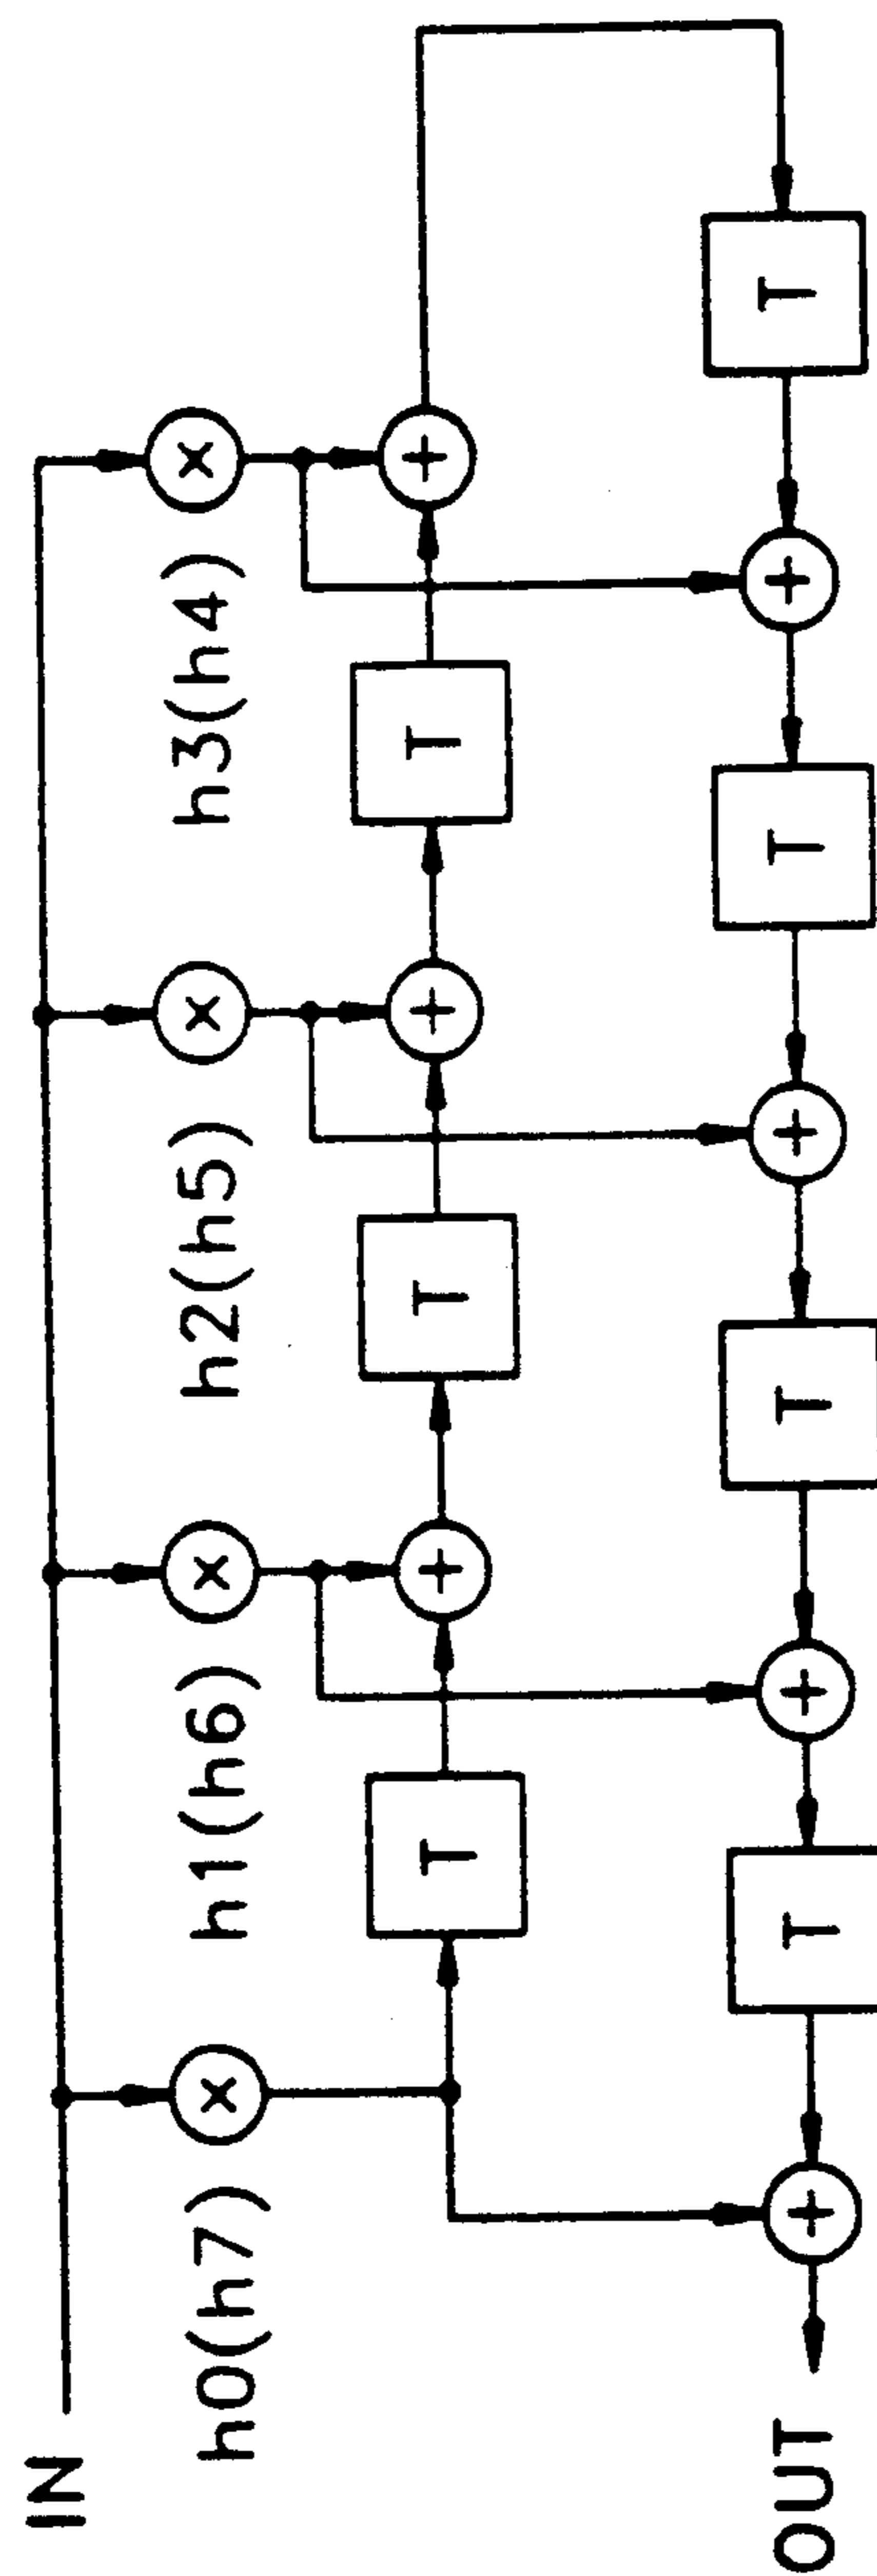 IN
h0(h7)
h1(h6)
h2(h5)
h3(h4)
×
×
×
×
T
+
T
+
T
+
OUT
+
T
+
T
+
T
+
T